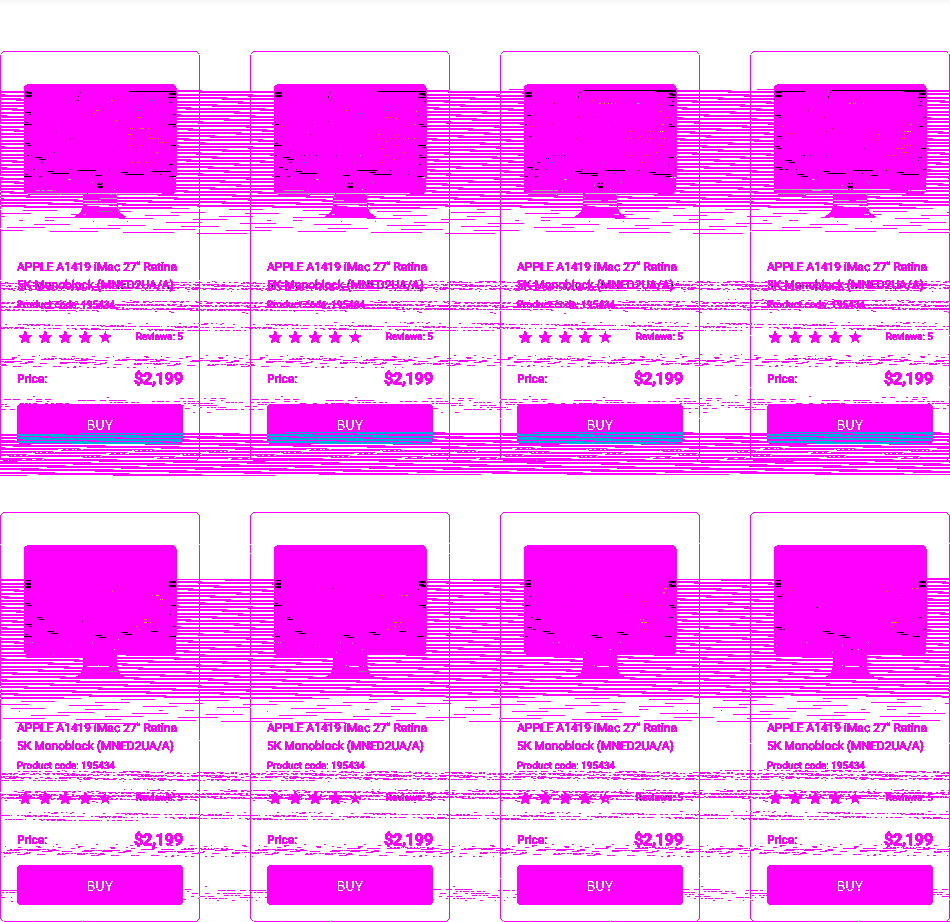 APPLE A1419 iMac 27" Retina
5K Monoblock (MNED2UA/A)
Product code: 195434
Reviews: 5
Price: $2,199
BUY
APPLE A1419 iMac 27" Retina
5K Monoblock (MNED2UA/A)
Product code: 195434
Reviews: 5
Price: $2,199
BUY
APPLE A1419 iMac 27" Retina
5K Monoblock (MNED2UA/A)
Product code: 195434
Reviews: 5
Price: $2,199
BUY
APPLE A1419 iMac 27" Retina
5K Monoblock (MNED2UA/A)
Product code: 195434
Reviews: 5
Price: $2,199
BUY
APPLE A1419 iMac 27" Retina
5K Monoblock (MNED2UA/A)
Product code: 195434
Reviews: 5
Price: $2,199
BUY
APPLE A1419 iMac 27" Retina
5K Monoblock (MNED2UA/A)
Product code: 195434
Reviews: 5
Price: $2,199
BUY
APPLE A1419 iMac 27" Retina
5K Monoblock (MNED2UA/A)
Product code: 195434
Reviews: 5
Price: $2,199
BUY
APPLE A1419 iMac 27" Retina
5K Monoblock (MNED2UA/A)
Product code: 195434
Reviews: 5
Price: $2,199
BUY